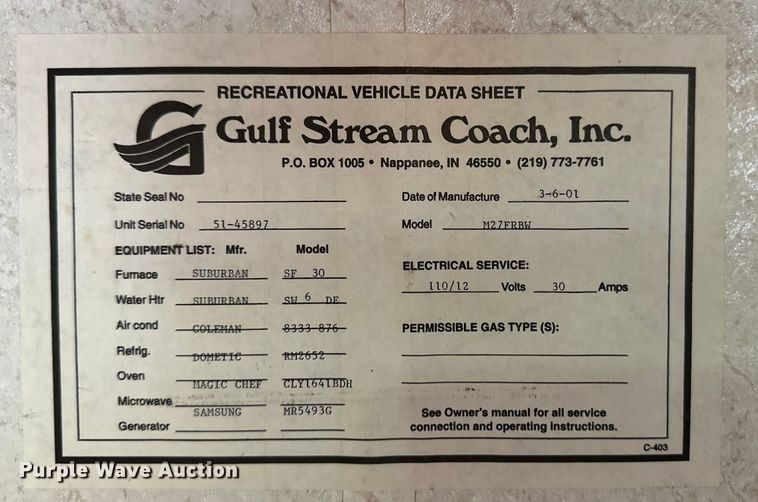 RECREATIONAL VEHICLE DATA SHEET
Gulf Stream Coach, Inc.
P.O. BOX 1005 • Nappanee, IN 46550 • (219) 773-7761
State Seal No
Date of Manufacture 3-6-01
Unit Serial No 51-45897
Model M27FRBW
EQUIPMENT LIST: Mfr. Model
Furnace SUBURBAN SF 30
Water Htr SUBURBAN SW 6 DE
Air cond COLEMAN 8333 876
Refrig. DOMETIC RM2652
Oven MAGIC CHEF CLY1641BDH
Microwave SAMSUNG MR5493G
Generator
ELECTRICAL SERVICE:
110/12 Volts 30 Amps
PERMISSIBLE GAS TYPE (S):
See Owner's manual for all service
connection and operating instructions.
C-403
Purple Wave Auction